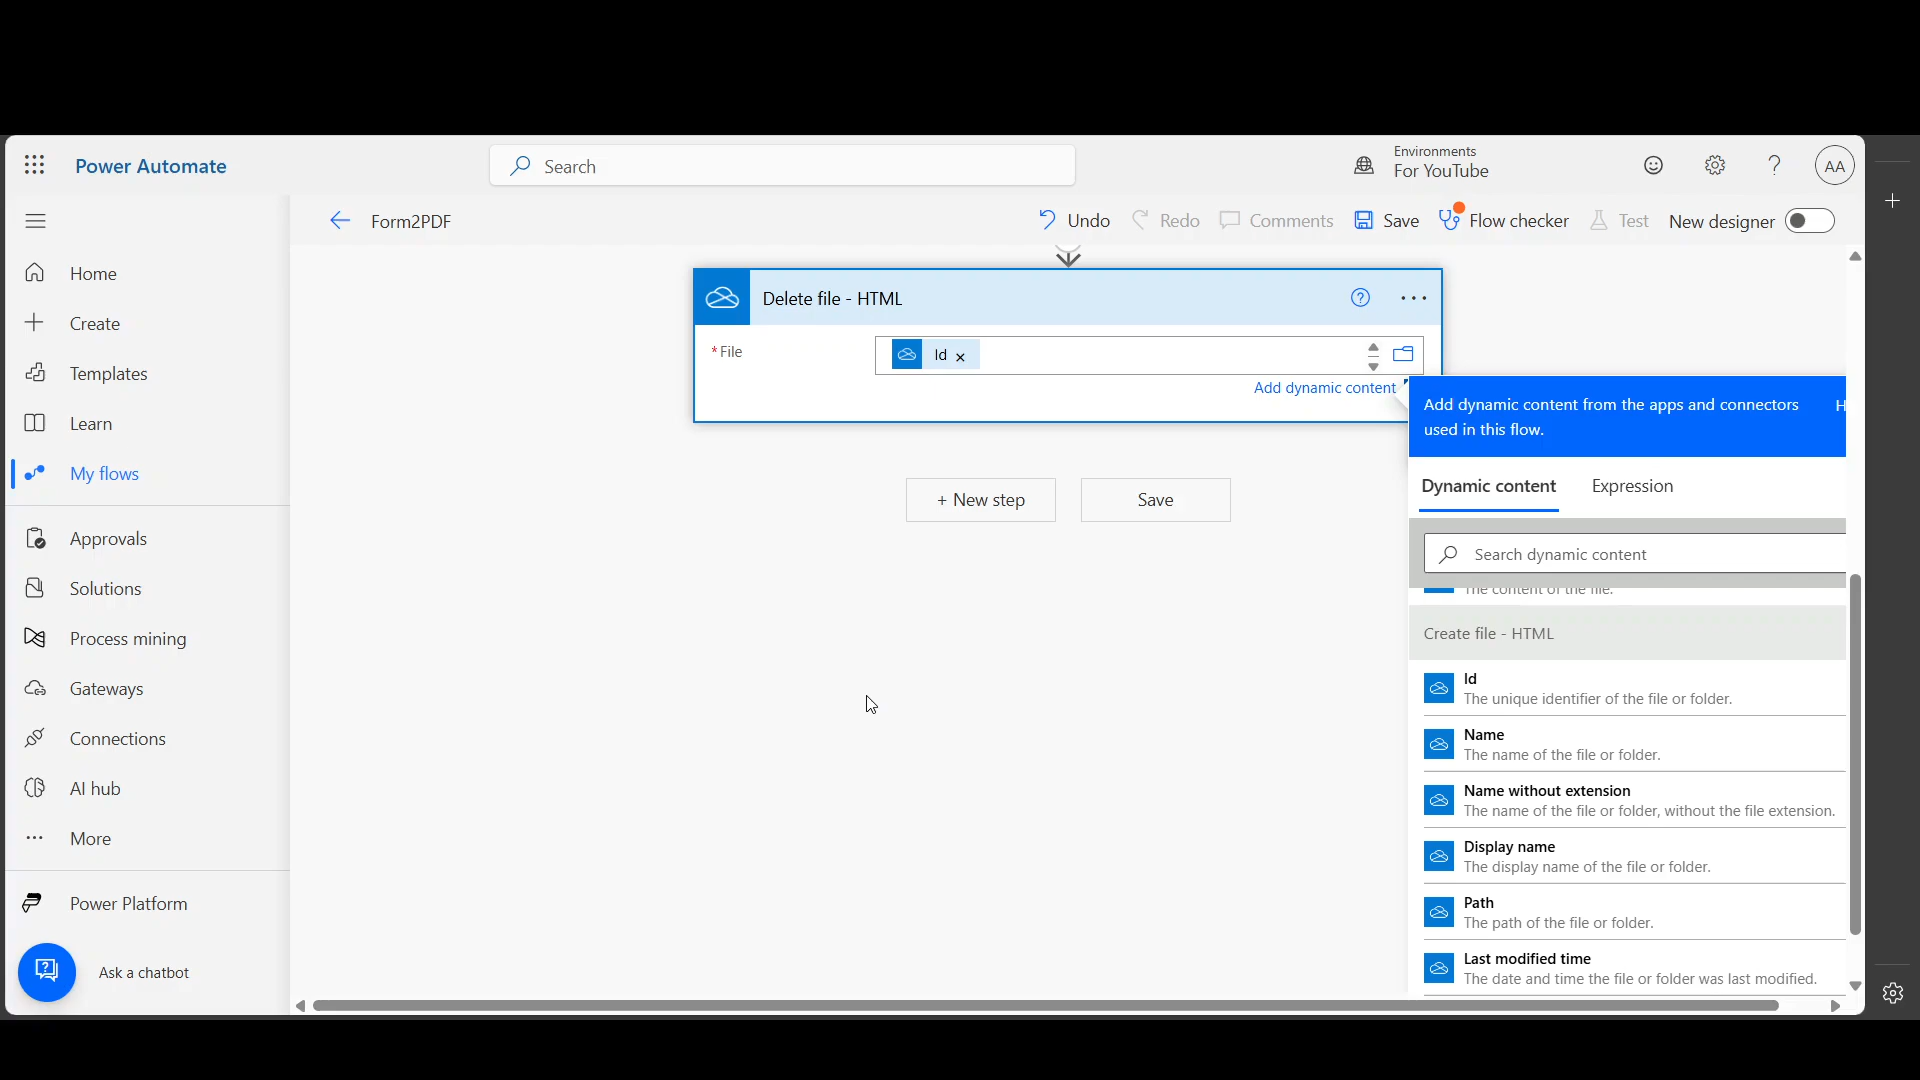 Power Automate
Search
Environments
For YouTube
AA
Form2PDF
Undo
Redo
Comments
Save
Flow checker
Test
New designer
Home
Create
Templates
Learn
My flows
Approvals
Solutions
Process mining
Gateways
Connections
AI hub
More
Power Platform
Ask a chatbot
Delete file - HTML
* File
Id
Add dynamic content
+ New step
Save
Add dynamic content from the apps and connectors
used in this flow.
H
Dynamic content
Expression
Search dynamic content
The content of the file.
Create file - HTML
Id
The unique identifier of the file or folder.
Name
The name of the file or folder.
Name without extension
The name of the file or folder, without the file extension.
Display name
The display name of the file or folder.
Path
The path of the file or folder.
Last modified time
The date and time the file or folder was last modified.